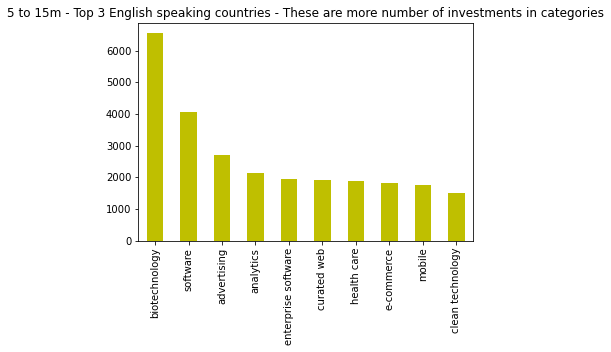 5 to 15m - Top 3 English speaking countries - These are more number of investments in categories
6000
5000
4000
3000
2000
1000
0
biotechnology
software
advertising
analytics
enterprise software
curated web
health care
e-commerce
mobile
clean technology